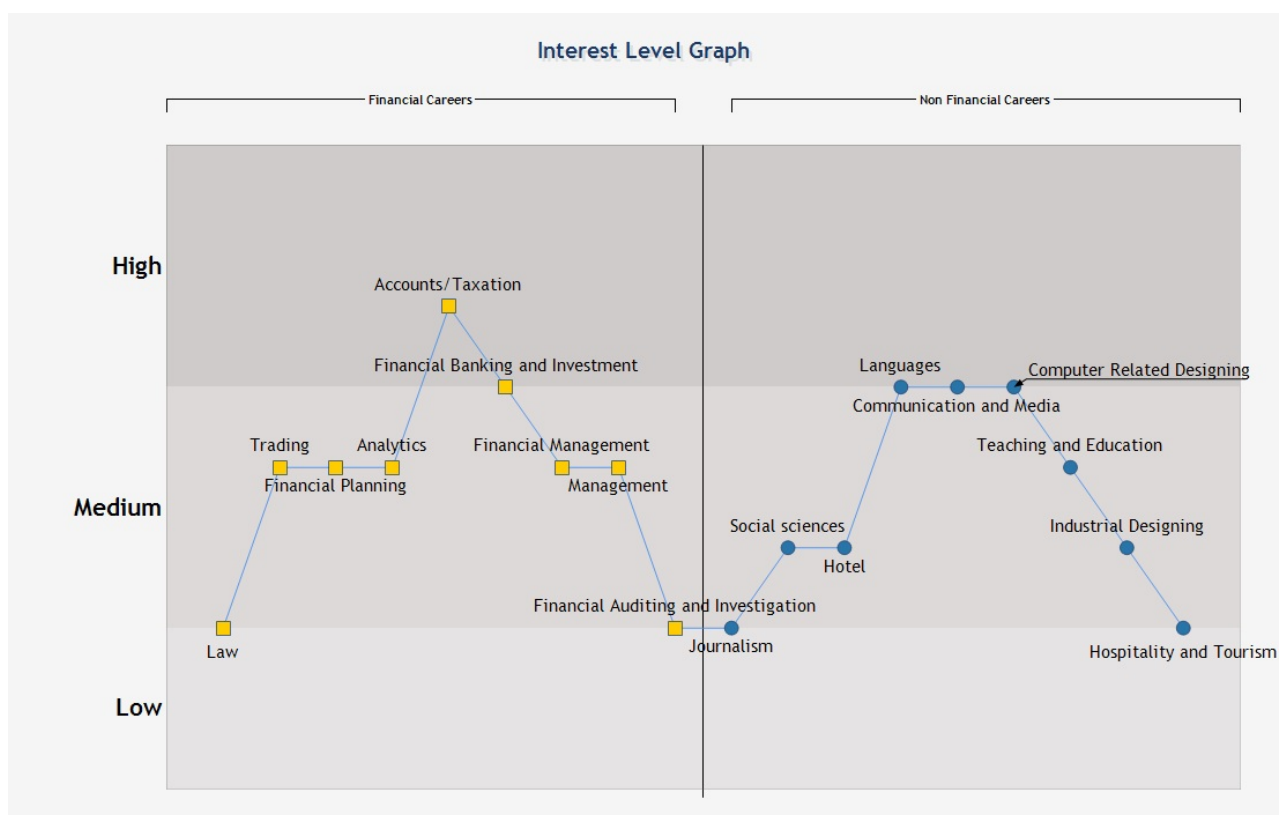 Interest Level Graph
Financial Careers
Non Financial Careers
High
Accounts/Taxation
Financial Banking and Investment
Languages
Computer Related Designing
Communication and Media
Trading
Analytics
Financial Management
Teaching and Education
Financial Planning
Management
Medium
Social sciences
Industrial Designing
Hotel
Financial Auditing and Investigation
Journalism
Law
Hospitality and Tourism
Low